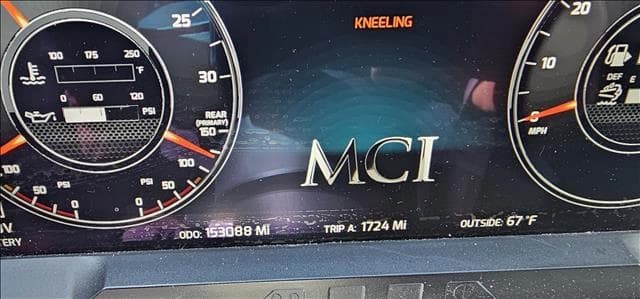 25
KNEELING
20
100 175 250
°F
30
10
DEF E
0 60 120
PSI
REAR
(PRIMARY)
150
MPH
MCI
100
100
50 PSI
PSI 50
0 0
ODO: 153088 Mi TRIP A: 1724 Mi OUTSIDE: 67°F